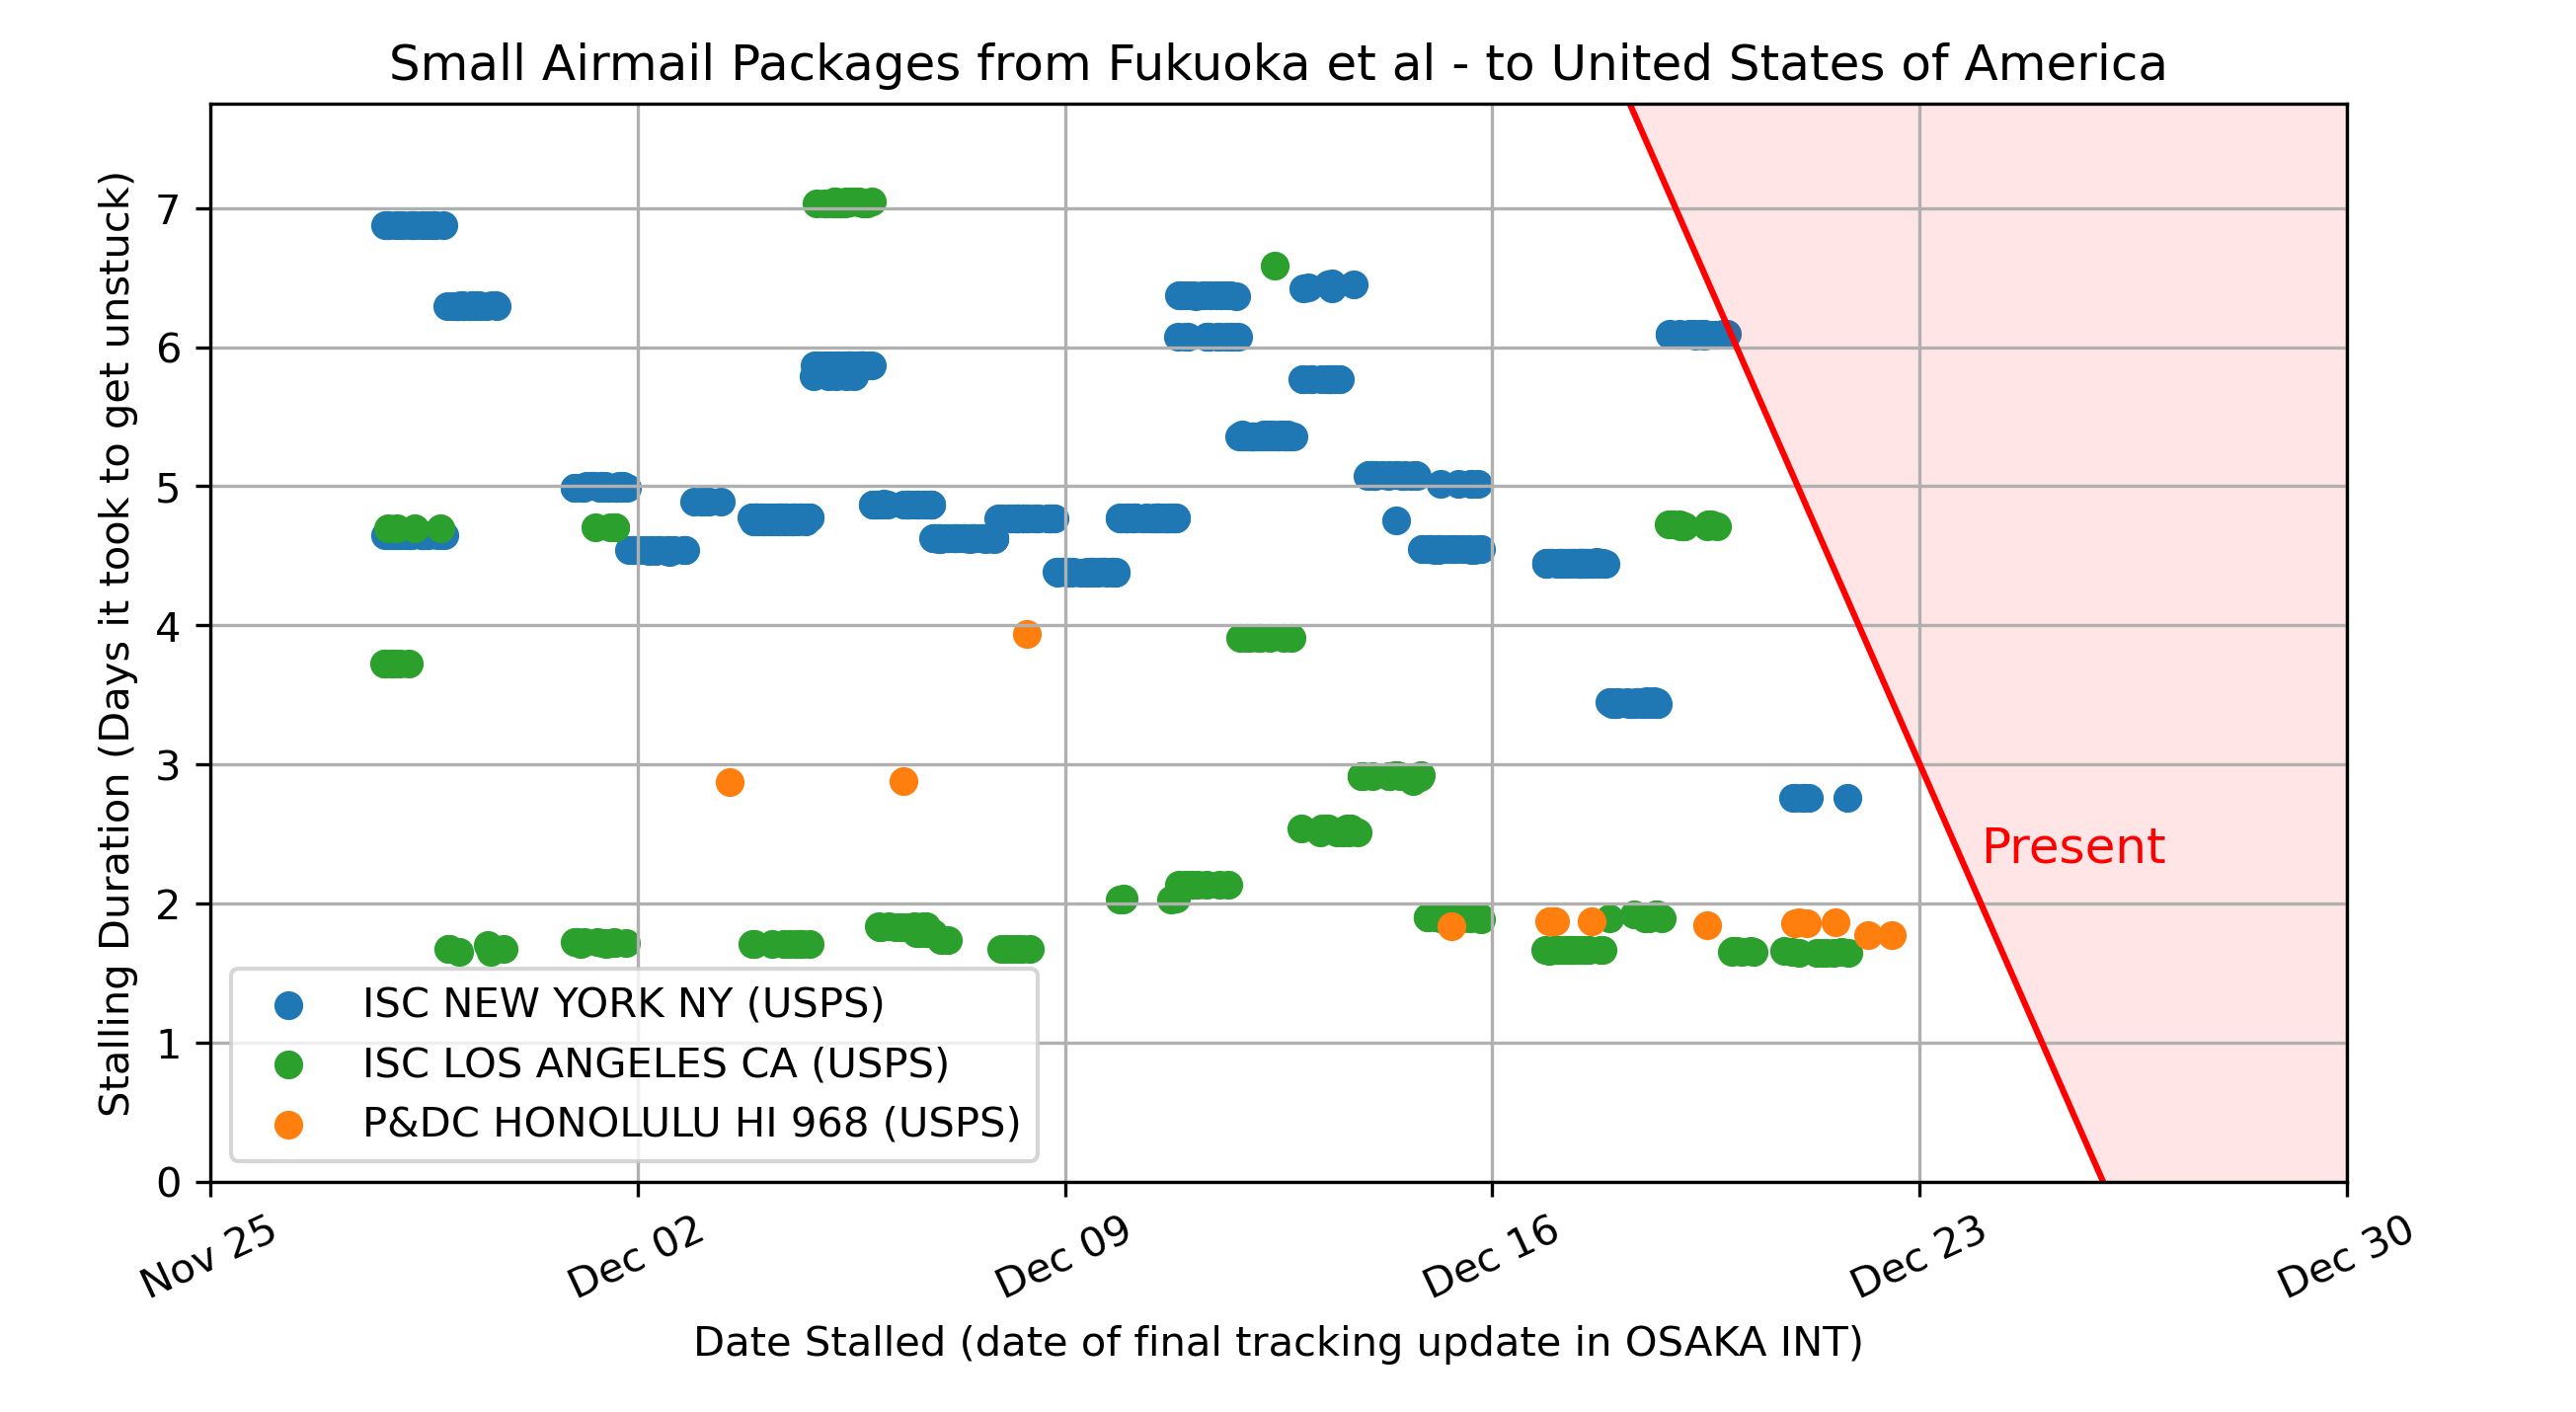 Small Airmail Packages from Fukuoka et al - to United States of America
Stalling Duration (Days it took to get unstuck)
7
6
5
4
3
2
1
0
Present
ISC NEW YORK NY (USPS)
ISC LOS ANGELES CA (USPS)
P&DC HONOLULU HI 968 (USPS)
Nov 25
Dec 02
Dec 09
Dec 16
Dec 23
Dec 30
Date Stalled (date of final tracking update in OSAKA INT)